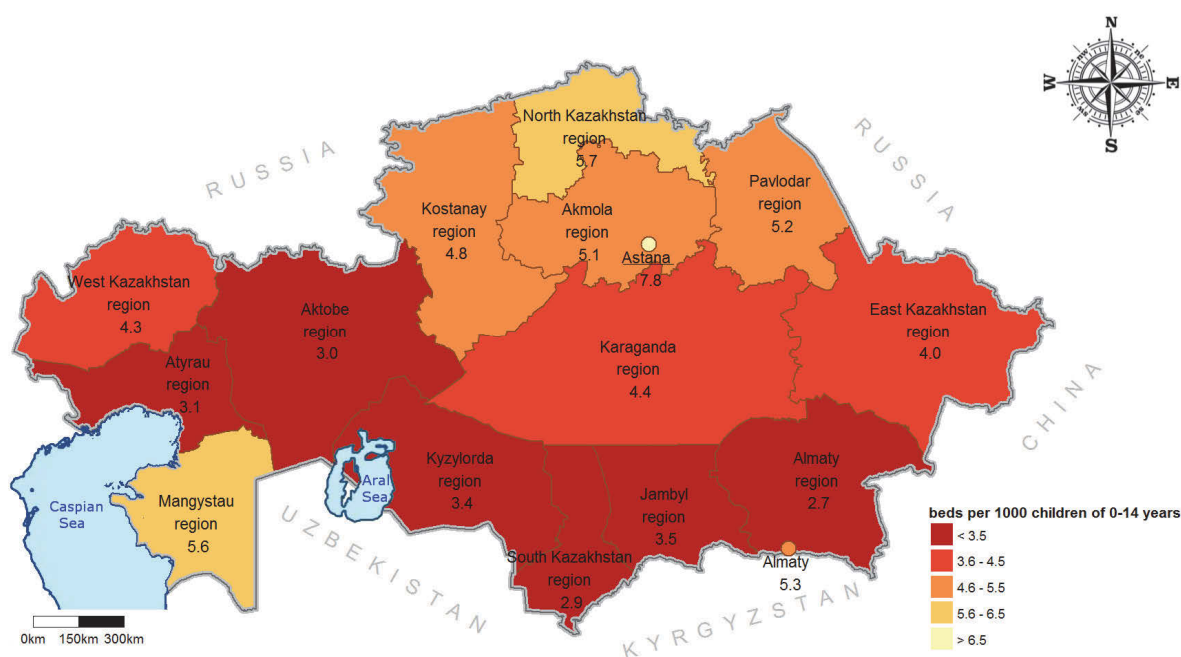 N
nw
ne
W
E
sw
se
S
RUSSIA
RUSSIA
North Kazakhstan
region
5.7
Pavlodar
region
5.2
Kostanay
region
4.8
Akmola
region
5.1
Astana
7.8
West Kazakhstan
region
4.3
Aktobe
region
3.0
East Kazakhstan
region
4.0
Karaganda
region
4.4
Atyrau
region
3.1
CHINA
Kyzylorda
region
3.4
Almaty
region
2.7
Aral
Sea
Jambyl
region
3.5
Caspian
Sea
Mangystau
region
5.6
UZBEKISTAN
South Kazakhstan
region
2.9
Almaty
5.3
KYRGYZSTAN
beds per 1000 children of 0-14 years
< 3.5
3.6 - 4.5
4.6 - 5.5
5.6 - 6.5
> 6.5
0km 150km 300km